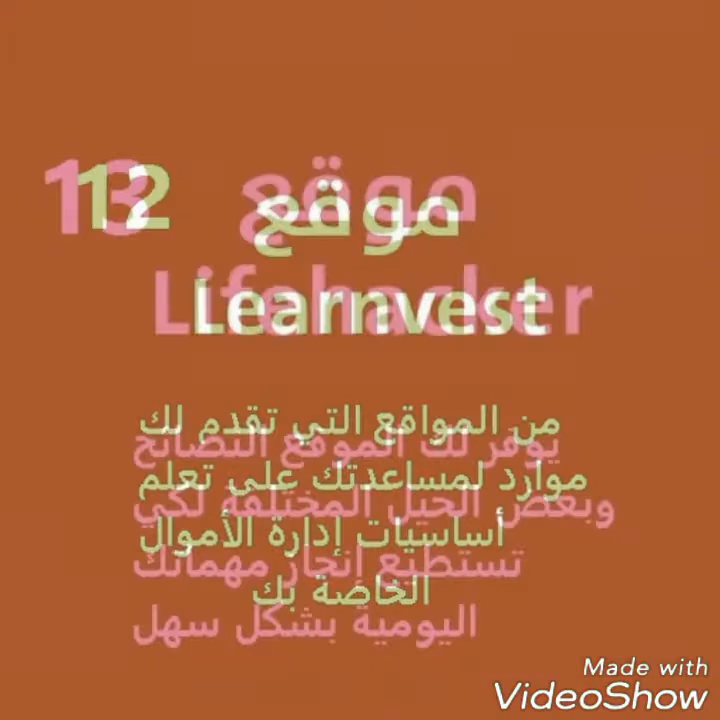 12 موقع
Learnvest
من المواقع التي تقدم لك
موارد لمساعدتك على تعلم
أساسيات إدارة الأموال
الخاصة بك
13 موقع
Lifehacker
يوفر لك الموقع النصائح
وبعض الحيل المختلفة لكي
تستطيع إنجاز مهماتك
اليومية بشكل سهل
Made with
VideoShow